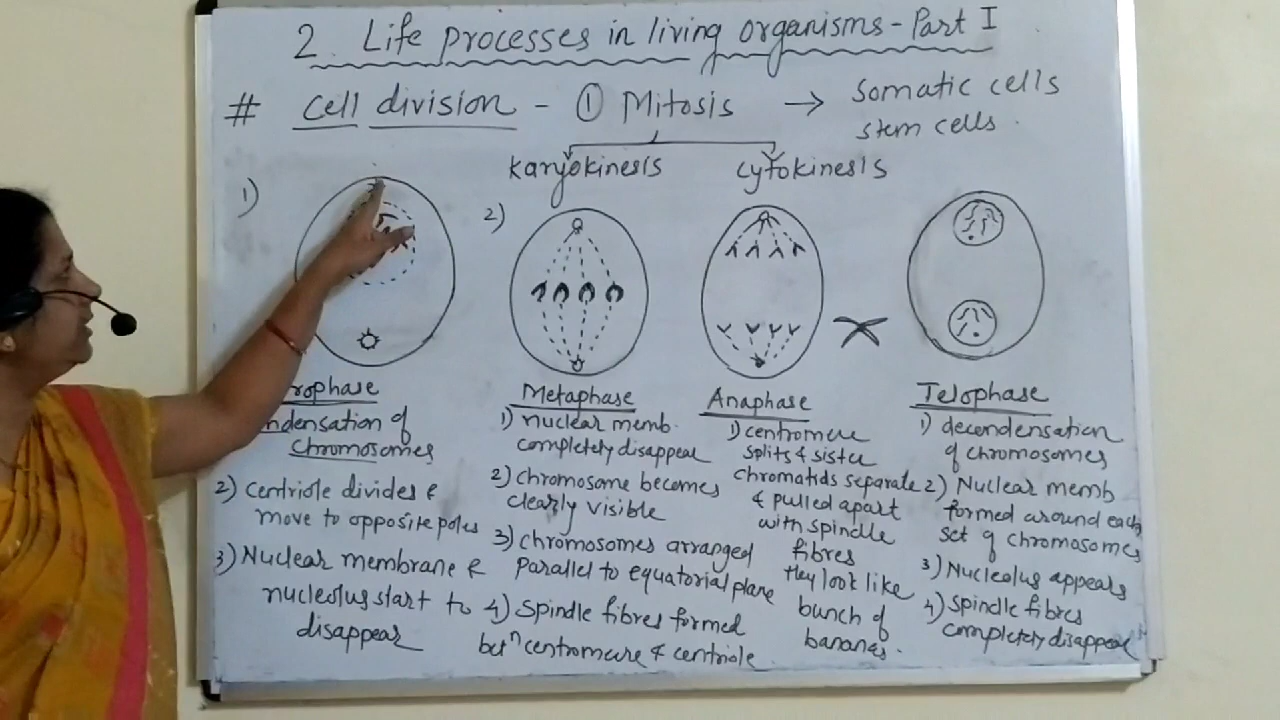 2. Life processes in living organisms - Part I
# Cell division - ① Mitosis → Somatic cells
stem cells.
Karyokinesis
Cytokinesis
1)
2)
rophase
ndensation of
Chromosomes
2) Centriole divides &
move to opposite poles
3) Nuclear membrane &
nucleolus start to
disappear
Metaphase
1) nuclear memb.
completely disappear
2) chromosome becomes
clearly visible
3) chromosomes arranged
parallel to equatorial plane
4) Spindle fibres formed
betⁿ centromere & centriole.
Anaphase
1) centromere
splits & sister
chromatids separate
& pulled apart
with spindle
fibres
they look like
bunch of
bananas.
Telophase
1) decondensation
of chromosomes
2) Nuclear memb
formed around each
set of chromosomes
3) Nucleolus appears
4) Spindle fibres
completely disappear